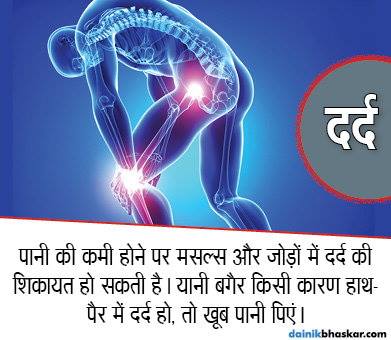 दर्द
पानी की कमी होने पर मसल्स और जोड़ों में दर्द की
शिकायत हो सकती है। यानी बगैर किसी कारण हाथ-
पैर में दर्द हो, तो खूब पानी पिएं।
dainikbhaskar.com